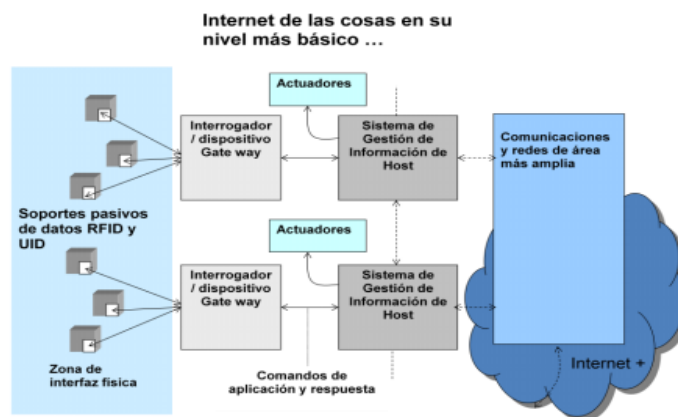 Internet de las cosas en su
nivel más básico ...
Actuadores
Interrogador
/ dispositivo
Gate way
Sistema de
Gestión de
Información de
Host
Comunicaciones
y redes de área
más amplia
Soportes pasivos
de datos RFID y
UID
Actuadores
Interrogador
/ dispositivo
Gate way
Sistema de
Gestión de
Información de
Host
Zona de
interfaz física
Comandos de
aplicación y respuesta
Internet +